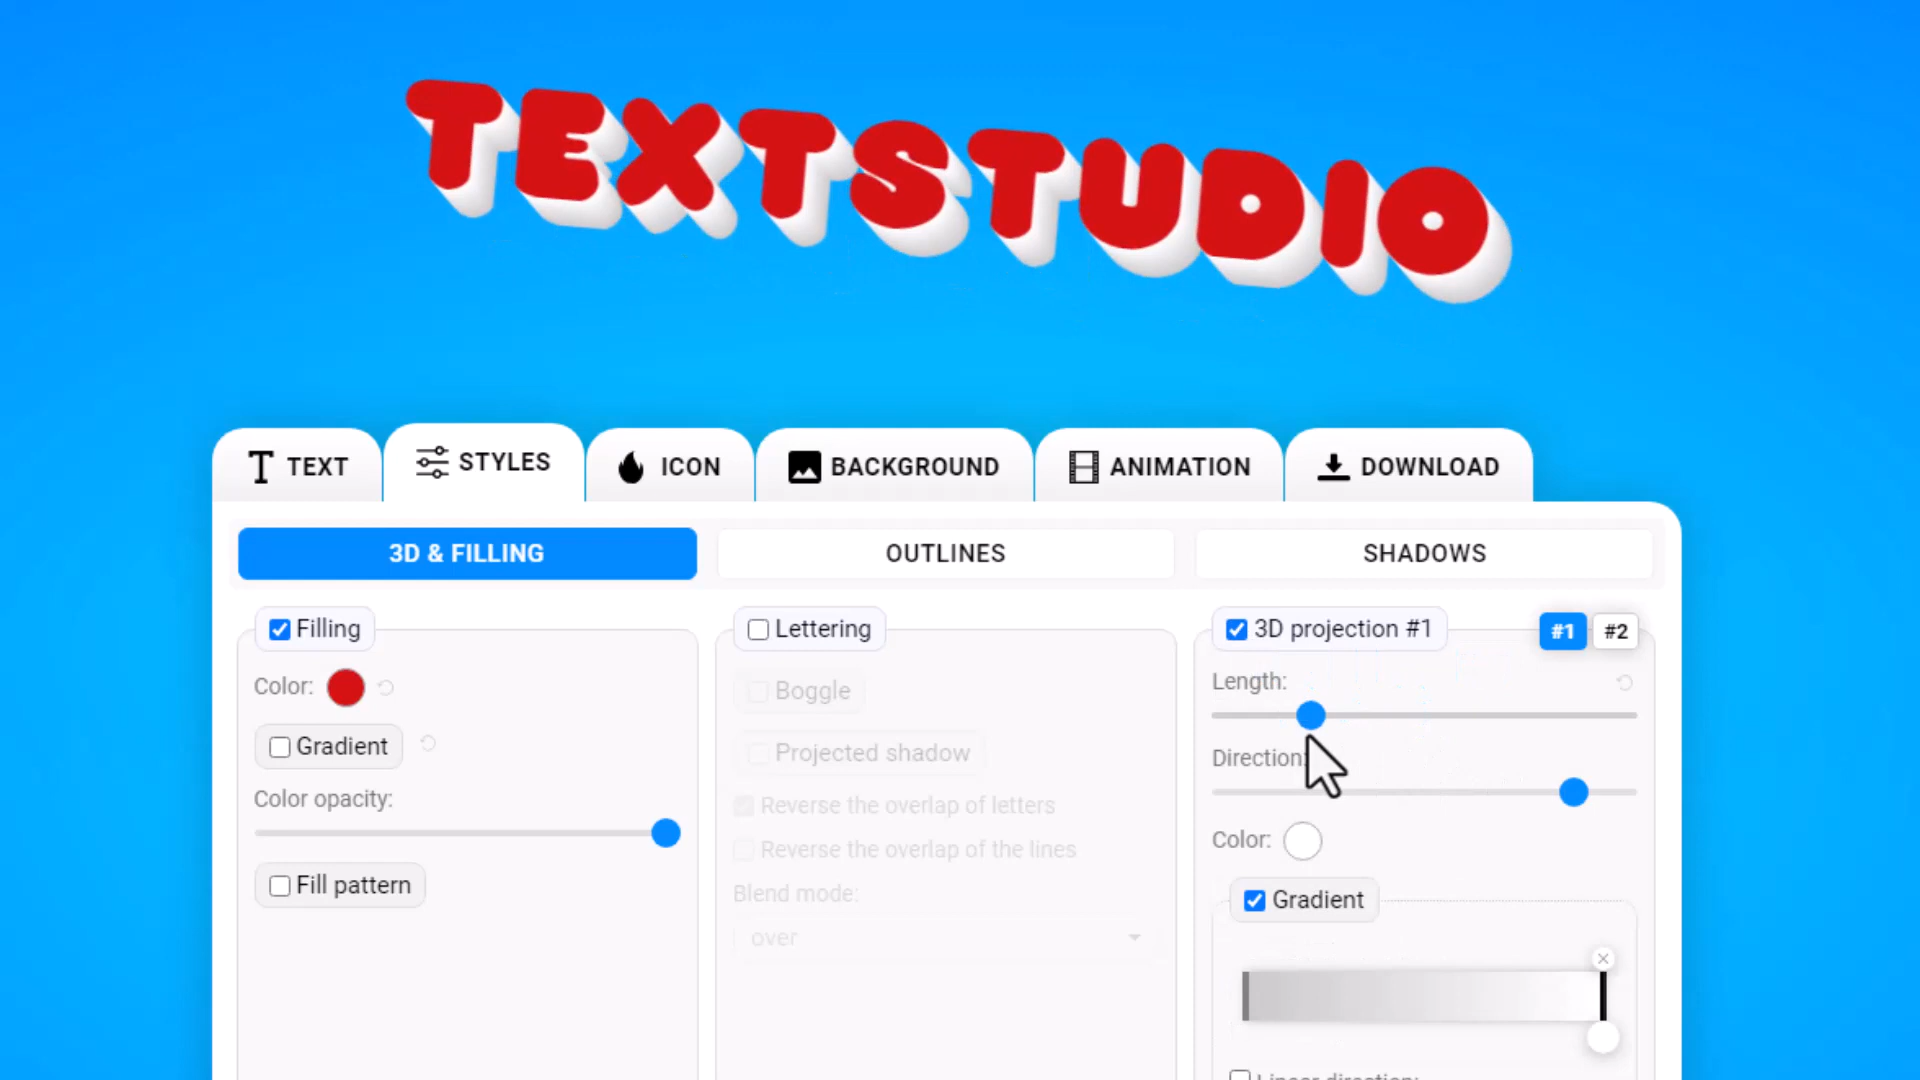 TEXTSTUDIO
TEXT
STYLES
ICON
BACKGROUND
ANIMATION
DOWNLOAD
3D & FILLING
OUTLINES
SHADOWS
Filling
Color:
Gradient
Color opacity:
Fill pattern
Lettering
Boggle
Projected shadow
Reverse the overlap of letters
Reverse the overlap of the lines
Blend mode:
over
3D projection #1
#1
#2
Length:
Direction:
Color:
Gradient
Linear direction: